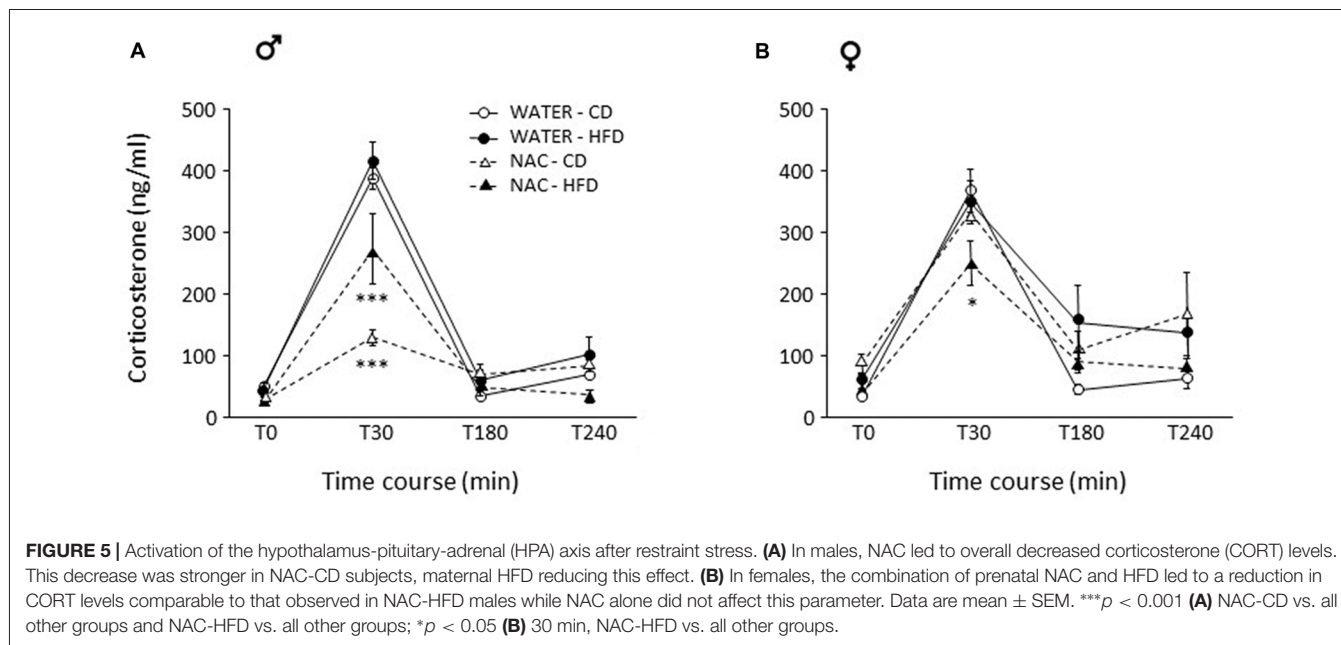 A ♂
B ♀
500
400
300
200
100
0
Corticosterone (ng/ml)
WATER - CD
WATER - HFD
NAC - CD
NAC - HFD
***
***
T0 T30 T180 T240
Time course (min)
500
400
300
200
100
0
*
T0 T30 T180 T240
Time course (min)
FIGURE 5 | Activation of the hypothalamus-pituitary-adrenal (HPA) axis after restraint stress. (A) In males, NAC led to overall decreased corticosterone (CORT) levels.
This decrease was stronger in NAC-CD subjects, maternal HFD reducing this effect. (B) In females, the combination of prenatal NAC and HFD led to a reduction in
CORT levels comparable to that observed in NAC-HFD males while NAC alone did not affect this parameter. Data are mean ± SEM. ***p < 0.001 (A) NAC-CD vs. all
other groups and NAC-HFD vs. all other groups; *p < 0.05 (B) 30 min, NAC-HFD vs. all other groups.